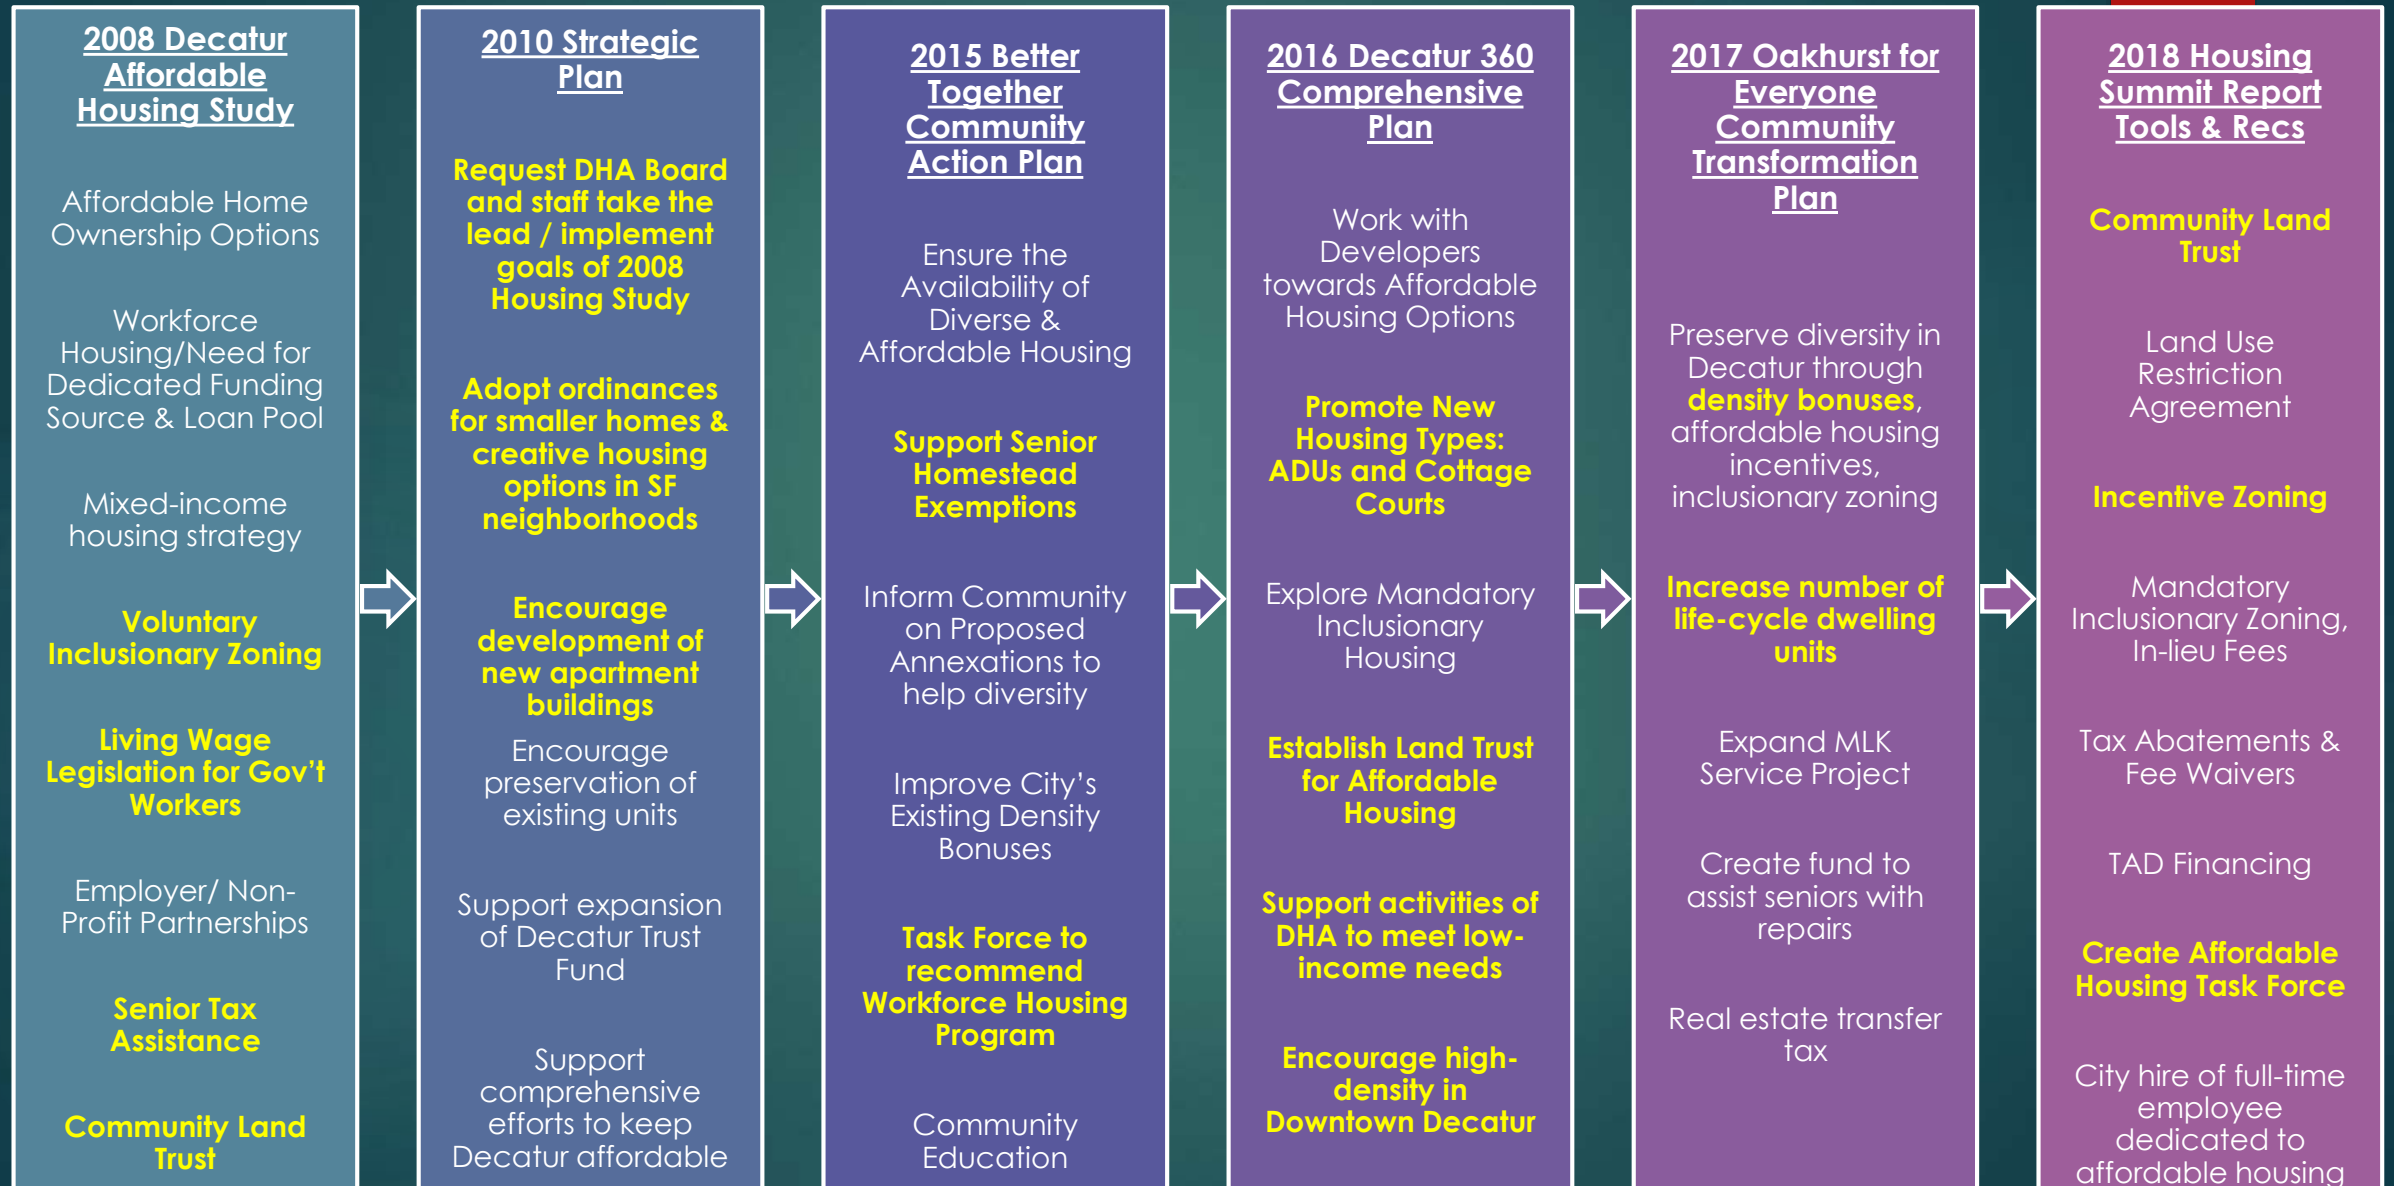 2008 Decatur
Affordable
Housing Study
Affordable Home
Ownership Options
Workforce
Housing/Need for
Dedicated Funding
Source & Loan Pool
Mixed-income
housing strategy
Voluntary
Inclusionary Zoning
Living Wage
Legislation for Gov't
Workers
Employer/ Non-
Profit Partnerships
Senior Tax
Assistance
Community Land
Trust
2010 Strategic
Plan
Request DHA Board
and staff take the
lead / implement
goals of 2008
Housing Study
Adopt ordinances
for smaller homes &
creative housing
options in SF
neighborhoods
Encourage
development of
new apartment
buildings
Encourage
preservation of
existing units
Support expansion
of Decatur Trust
Fund
Support
comprehensive
efforts to keep
Decatur affordable
2015 Better
Together
Community
Action Plan
Ensure the
Availability of
Diverse &
Affordable Housing
Support Senior
Homestead
Exemptions
Inform Community
on Proposed
Annexations to
help diversity
Improve City's
Existing Density
Bonuses
Task Force to
recommend
Workforce Housing
Program
Community
Education
2016 Decatur 360
Comprehensive
Plan
Work with
Developers
towards Affordable
Housing Options
Promote New
Housing Types:
ADUs and Cottage
Courts
Explore Mandatory
Inclusionary
Housing
Establish Land Trust
for Affordable
Housing
Support activities of
DHA to meet low-
income needs
Encourage high-
density in
Downtown Decatur
2017 Oakhurst for
Everyone
Community
Transformation
Plan
Preserve diversity in
Decatur through
density bonuses,
affordable housing
incentives,
inclusionary zoning
Increase number of
life-cycle dwelling
units
Expand MLK
Service Project
Create fund to
assist seniors with
repairs
Real estate transfer
tax
2018 Housing
Summit Report
Tools & Recs
Community Land
Trust
Land Use
Restriction
Agreement
Incentive Zoning
Mandatory
Inclusionary Zoning,
In-lieu Fees
Tax Abatements &
Fee Waivers
TAD Financing
Create Affordable
Housing Task Force
City hire of full-time
employee
dedicated to
affordable housing